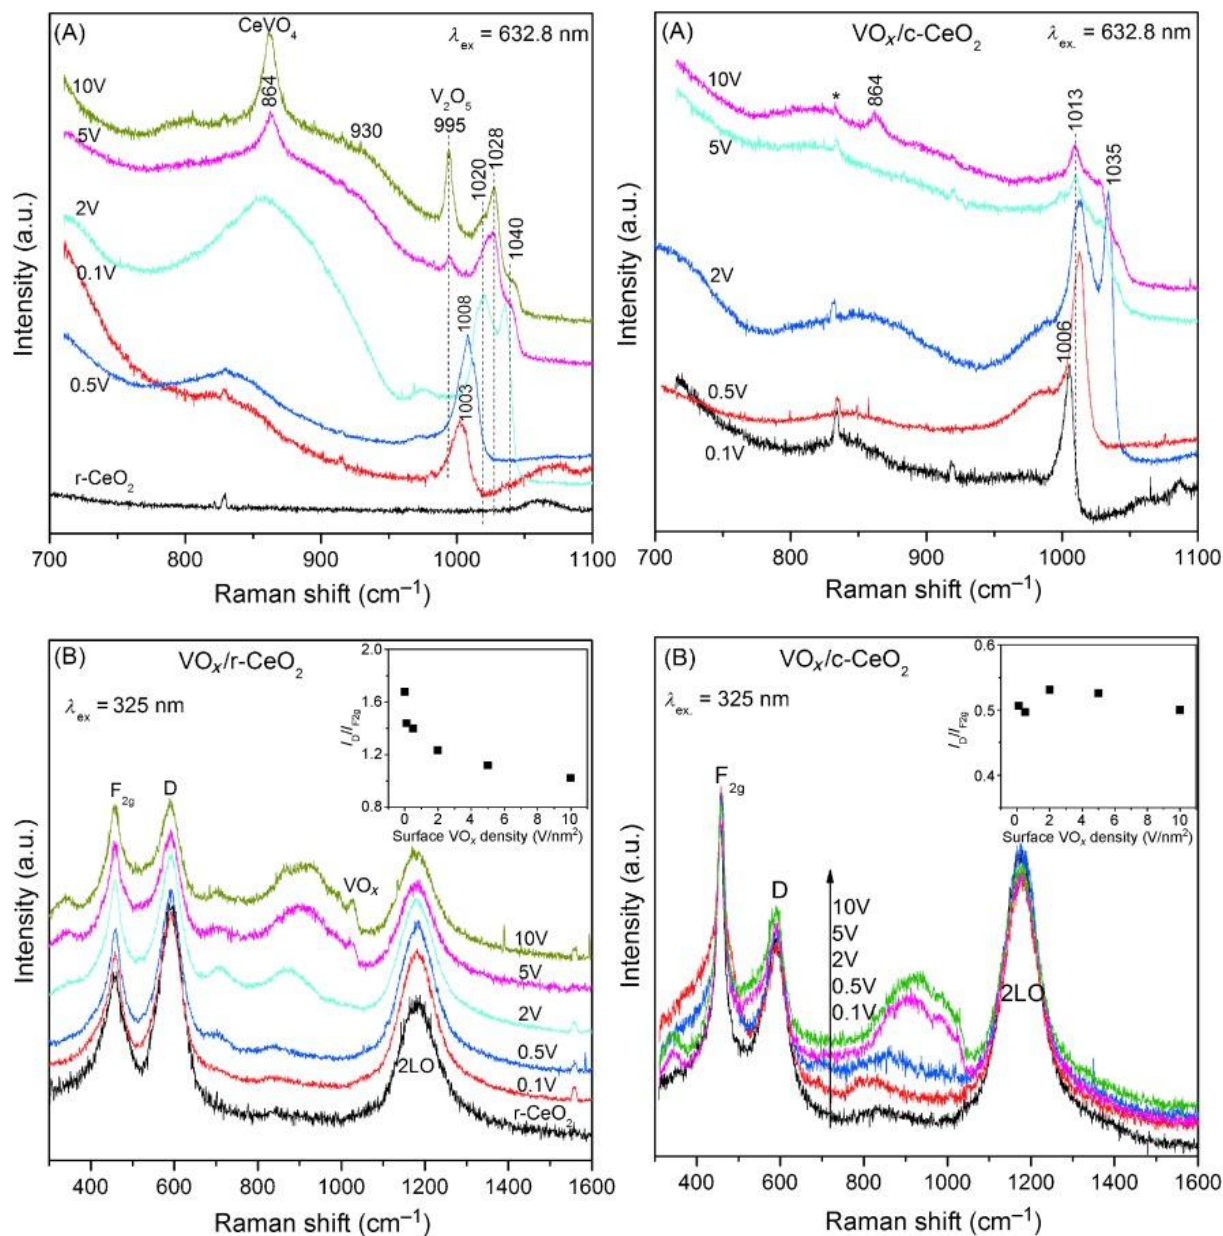 (A)
CeVO₄
λex = 632.8 nm
10V
864
V₂O₅
995
930
5V
1020
1028
1040
2V
0.1V
1008
0.5V
1003
r-CeO₂
Intensity (a.u.)
700 800 900 1000 1100
Raman shift (cm⁻¹)
(A)
VOx/c-CeO₂
λex. = 632.8 nm
10V
*
864
1013
5V
1035
2V
1006
0.5V
0.1V
Intensity (a.u.)
700 800 900 1000 1100
Raman shift (cm⁻¹)
(B)
VOx/r-CeO₂
λex = 325 nm
2.0
1.6
1.2
0.8
ID/IF2g
0 2 4 6 8 10
Surface VOx density (V/nm²)
F2g
D
VOx
10V
5V
2V
0.5V
2LO
0.1V
r-CeO₂
Intensity (a.u.)
400 600 800 1000 1200 1400 1600
Raman shift (cm⁻¹)
(B)
VOx/c-CeO₂
λex. = 325 nm
0.6
0.5
0.4
ID/IF2g
0 2 4 6 8 10
Surface VOx density (V/nm²)
F2g
D
10V
5V
2V
0.5V
0.1V
2LO
Intensity (a.u.)
400 600 800 1000 1200 1400 1600
Raman shift (cm⁻¹)